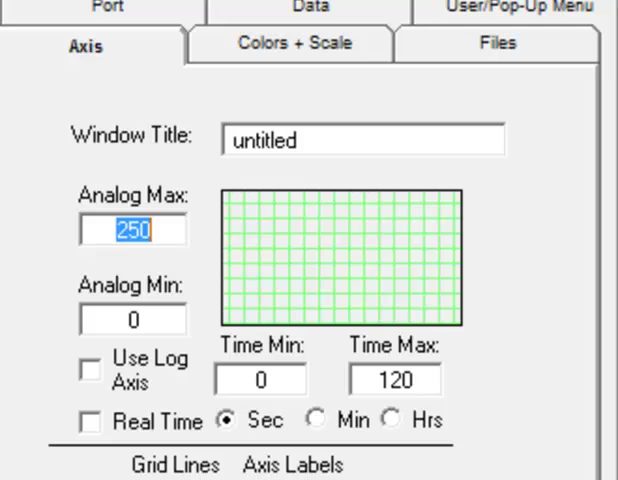 Port Data User/Pop-Up Menu
Axis Colors + Scale Files
Window Title: untitled
Analog Max:
250
Analog Min:
0
Time Min: Time Max:
Use Log
Axis
0 120
Real Time Sec Min Hrs
Grid Lines Axis Labels